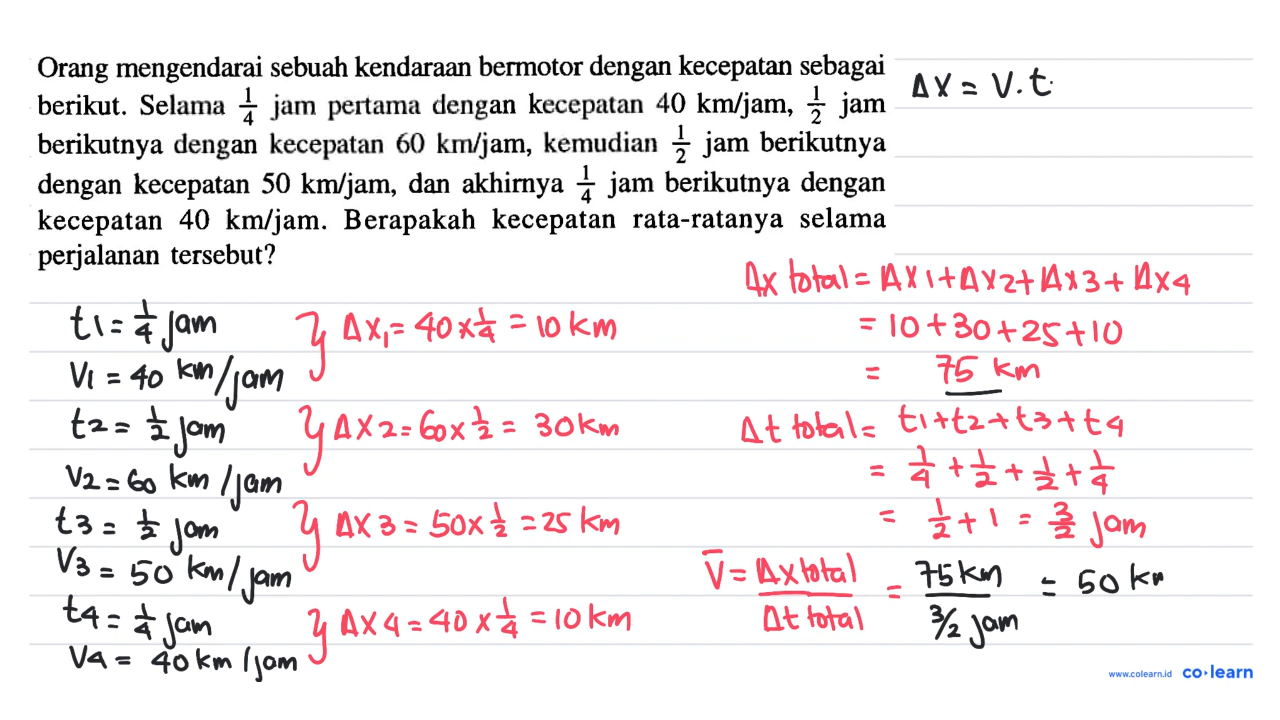 Orang mengendarai sebuah kendaraan bermotor dengan kecepatan sebagai
berikut. Selama 1/4 jam pertama dengan kecepatan 40 km/jam, 1/2 jam
berikutnya dengan kecepatan 60 km/jam, kemudian 1/2 jam berikutnya
dengan kecepatan 50 km/jam, dan akhirnya 1/4 jam berikutnya dengan
kecepatan 40 km/jam. Berapakah kecepatan rata-ratanya selama
perjalanan tersebut?
Δx = v.t
t1 = 1/4 jam
V1 = 40 km/jam
} Δx1 = 40 x 1/4 = 10 km
t2 = 1/2 jam
V2 = 60 km/jam
} Δx2 = 60 x 1/2 = 30 km
t3 = 1/2 jam
V3 = 50 km/jam
} Δx3 = 50 x 1/2 = 25 km
t4 = 1/4 jam
V4 = 40 km/jam
} Δx4 = 40 x 1/4 = 10 km
Δx total = Δx1 + Δx2 + Δx3 + Δx4
= 10 + 30 + 25 + 10
= 75 km
Δt total = t1 + t2 + t3 + t4
= 1/4 + 1/2 + 1/2 + 1/4
= 1/2 + 1 = 3/2 jam
V̄ = Δx total / Δt total = 75 km / 3/2 jam = 50 km
www.colearn.id co·learn